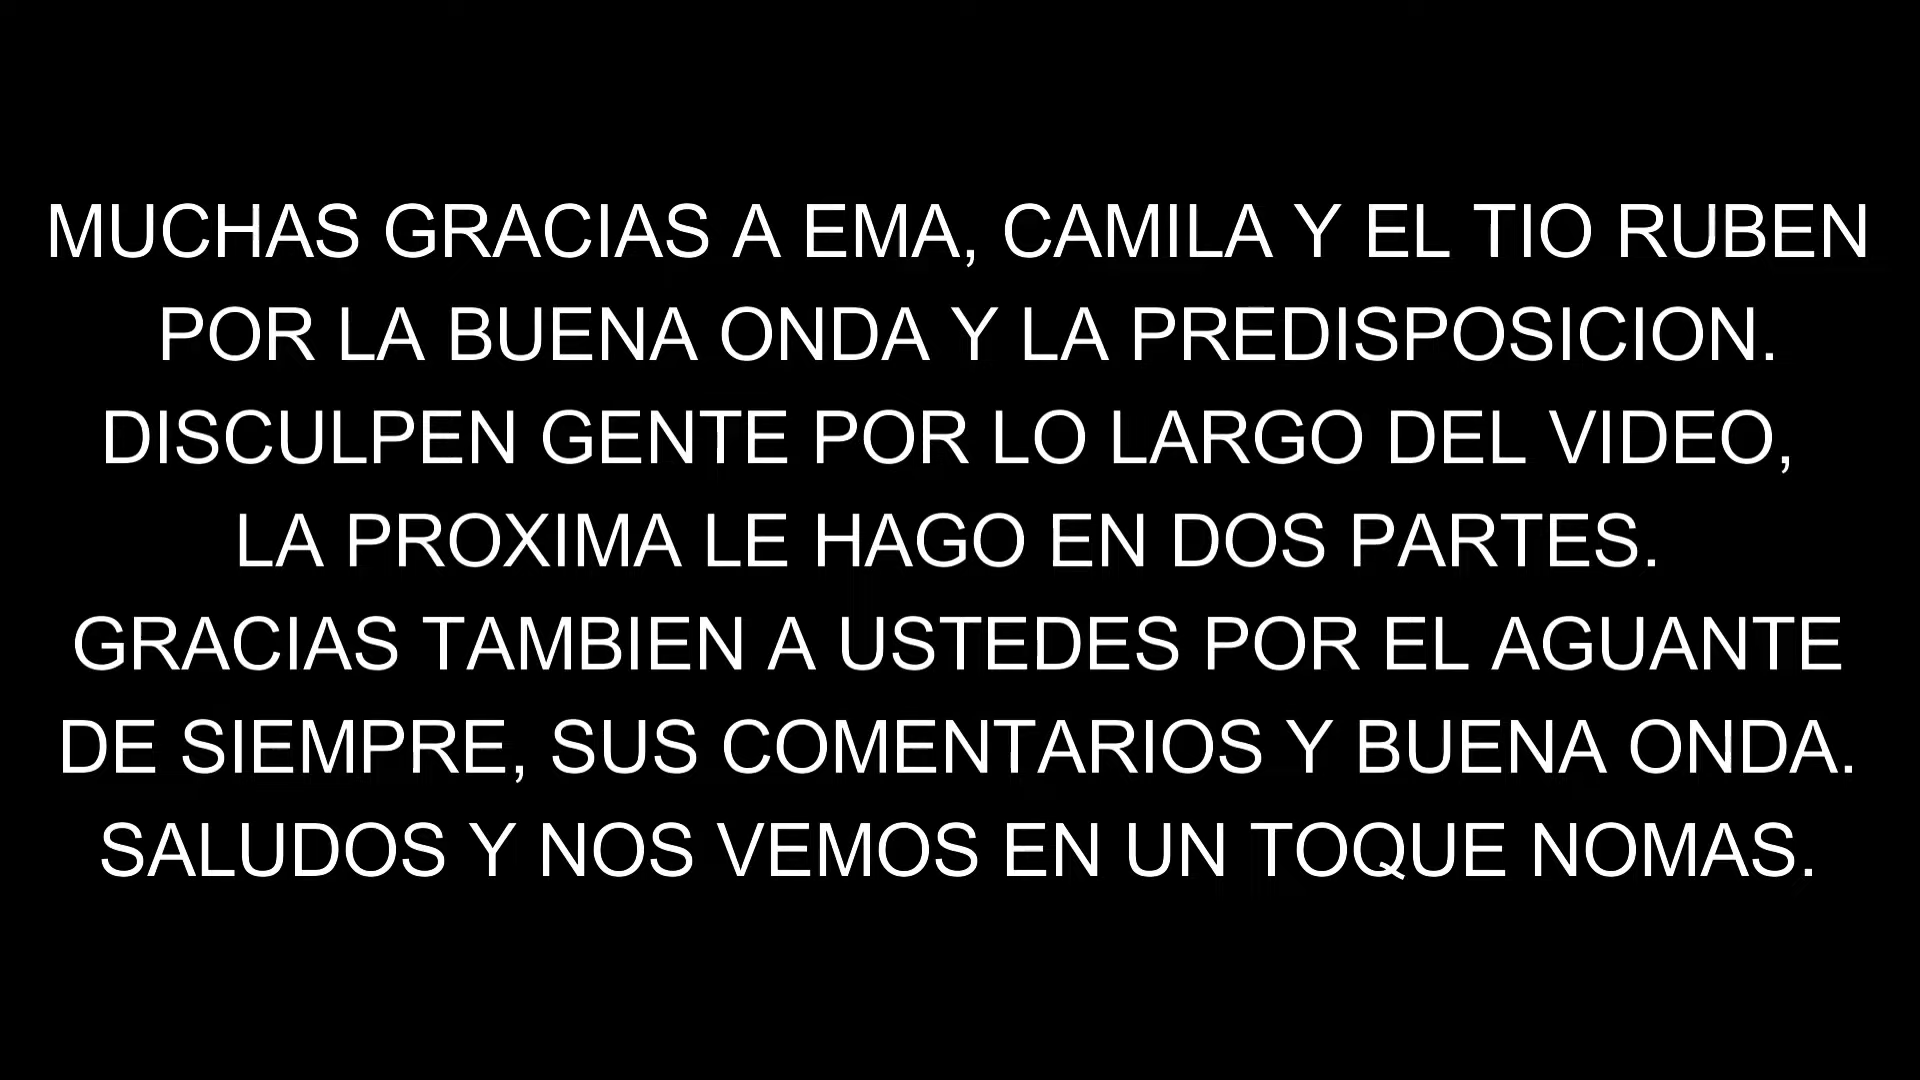 MUCHAS GRACIAS A EMA, CAMILA Y EL TIO RUBEN
POR LA BUENA ONDA Y LA PREDISPOSICION.
DISCULPEN GENTE POR LO LARGO DEL VIDEO,
LA PROXIMA LE HAGO EN DOS PARTES.
GRACIAS TAMBIEN A USTEDES POR EL AGUANTE
DE SIEMPRE, SUS COMENTARIOS Y BUENA ONDA.
SALUDOS Y NOS VEMOS EN UN TOQUE NOMAS.